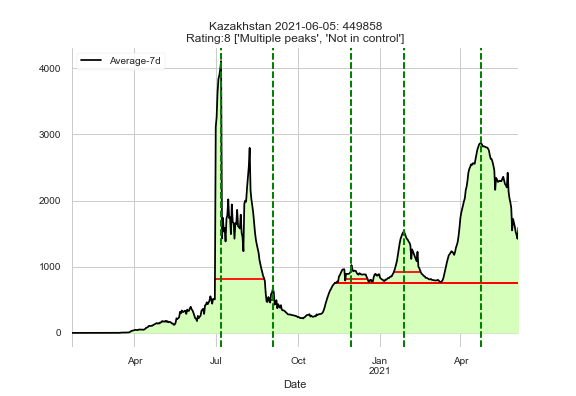 Kazakhstan 2021-06-05: 449858
Rating:8 ['Multiple peaks', 'Not in control']
Average-7d
4000
3000
2000
1000
0
Apr Jul Oct Jan Apr
2021
Date